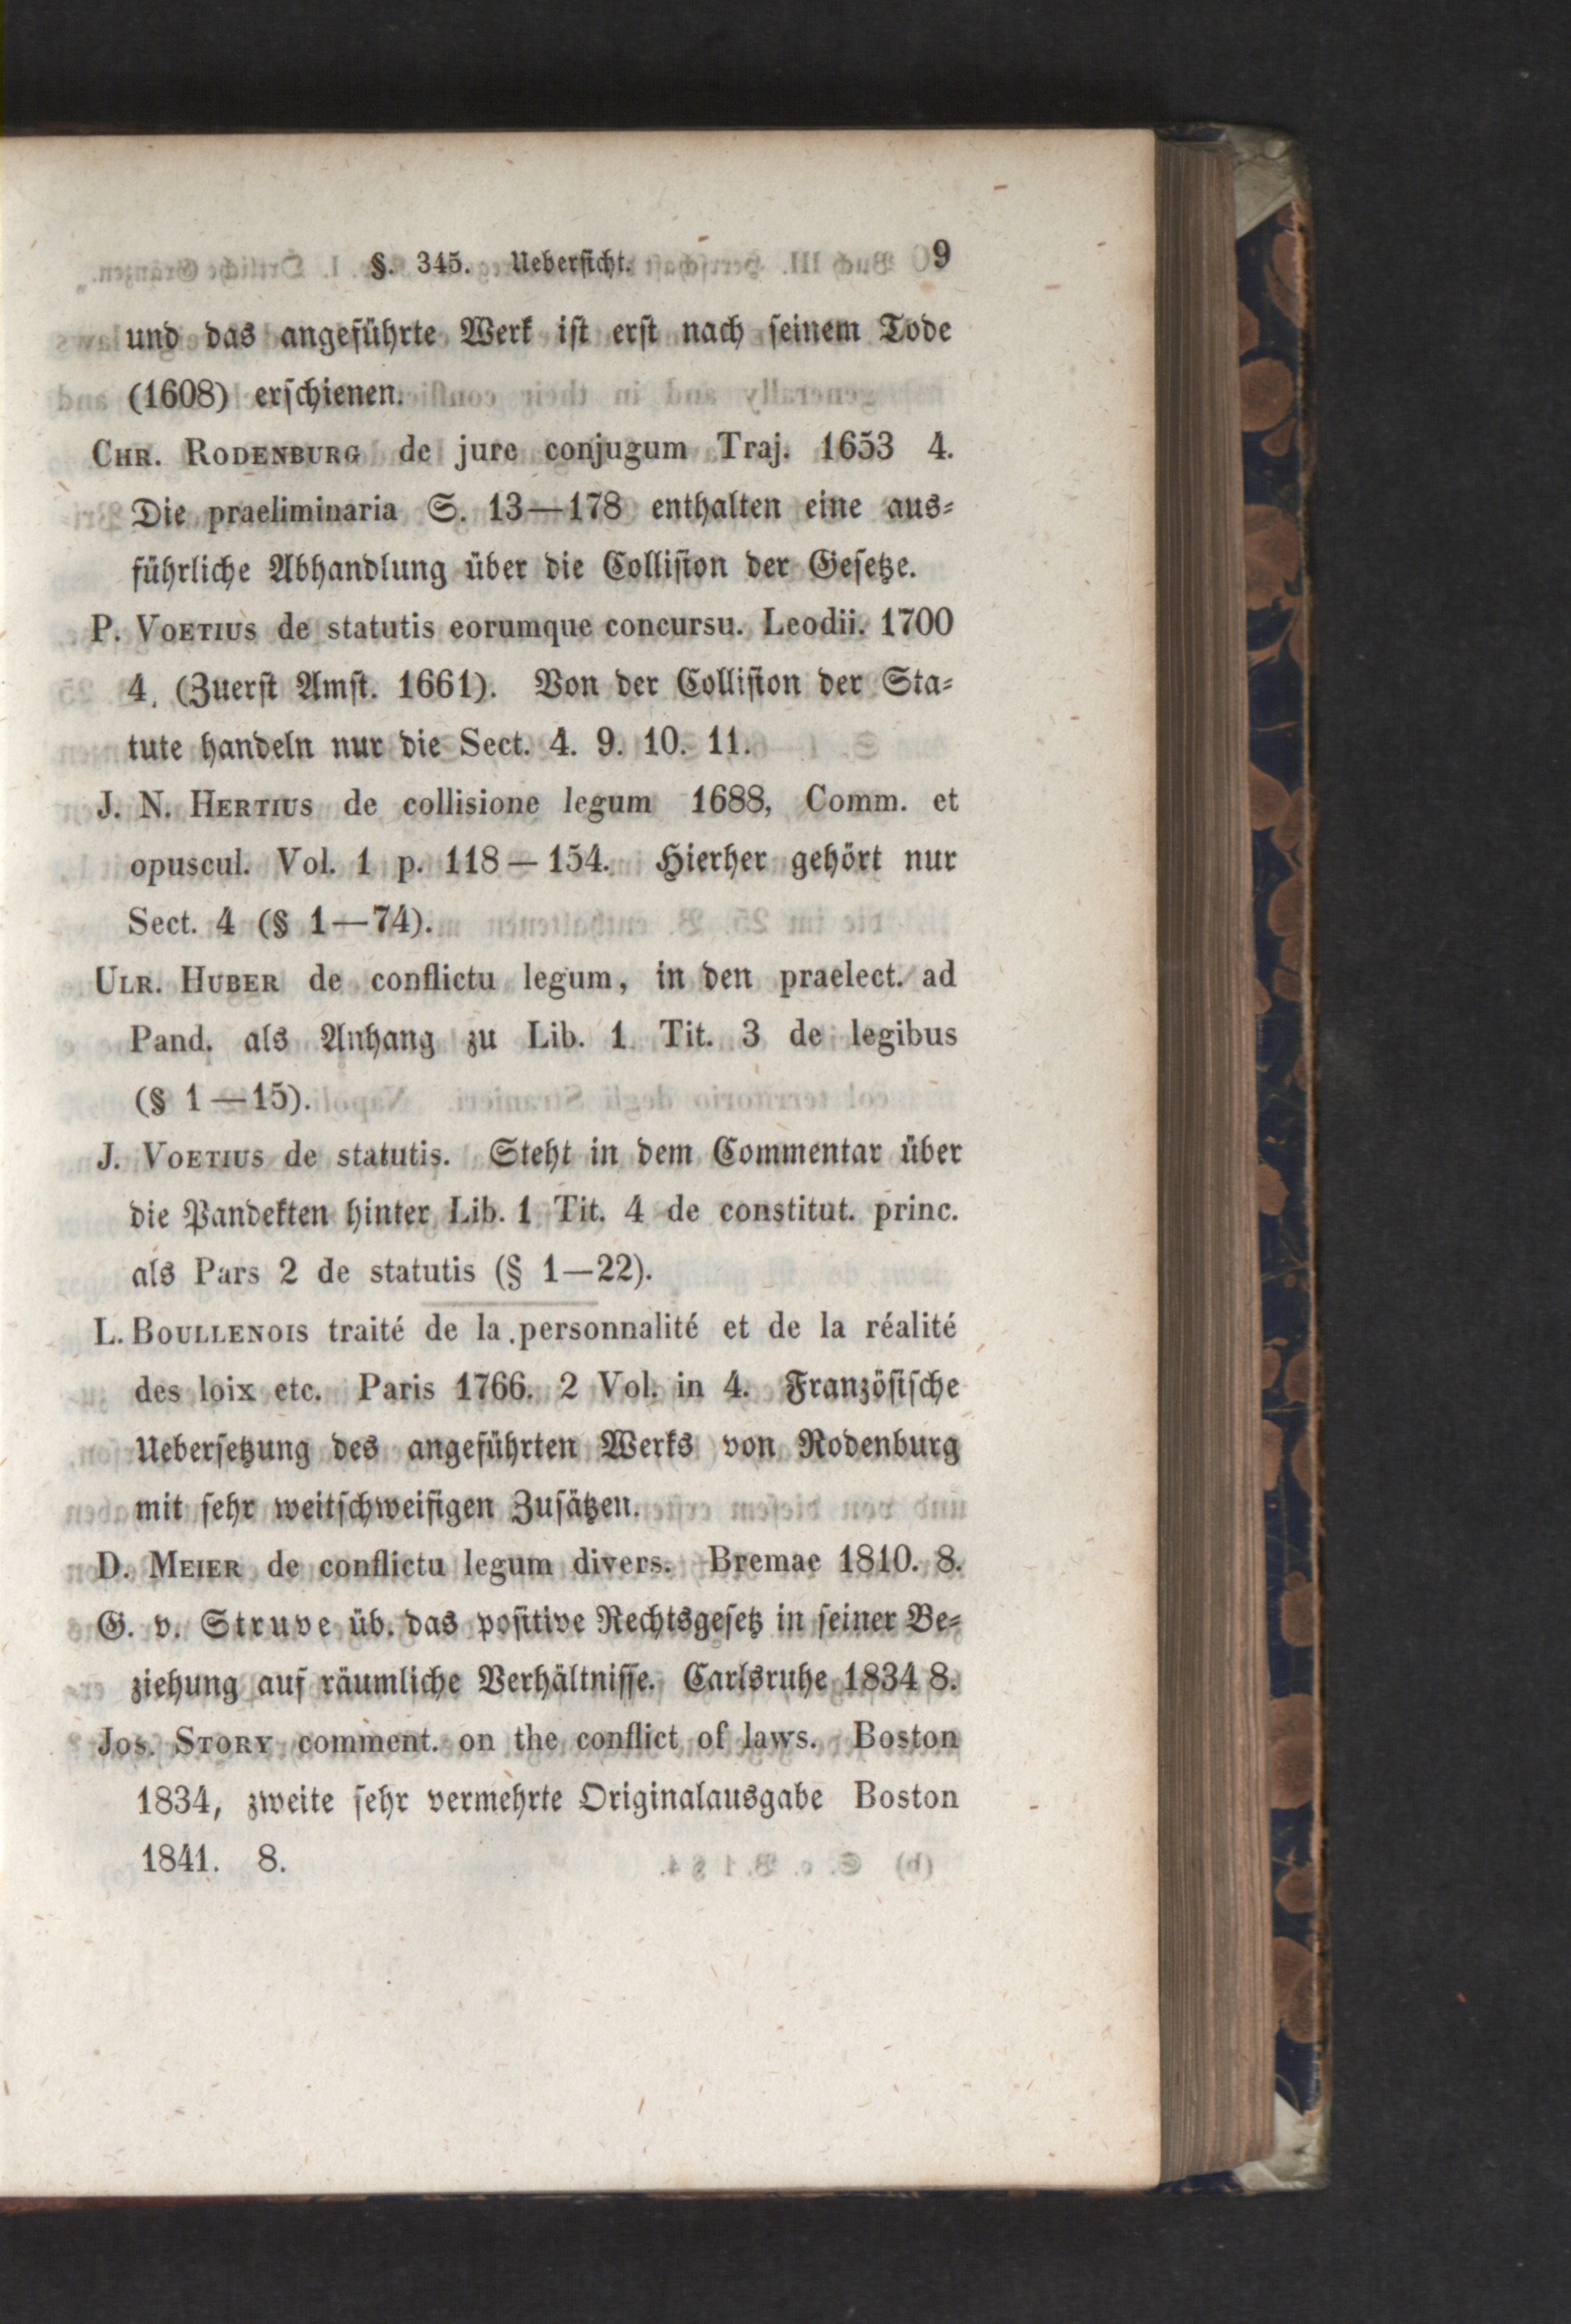 §. 345. Uebersicht. 9
und das angeführte Werk ist erst nach seinem Tode
(1608) erschienen.
CHR. RODENBURG de jure conjugum Traj. 1653 4.
Die praeliminaria S. 13—178 enthalten eine aus-
führliche Abhandlung über die Collision der Gesetze.
P. VOETIUS de statutis eorumque concursu. Leodii. 1700
4. (Zuerst Amst. 1661). Von der Collision der Sta-
tute handeln nur die Sect. 4. 9. 10. 11.
J. N. HERTIUS de collisione legum 1688, Comm. et
opuscul. Vol. 1 p. 118 — 154. Hierher gehört nur
Sect. 4 (§ 1—74).
ULR. HUBER de conflictu legum, in den praelect. ad
Pand. als Anhang zu Lib. 1 Tit. 3 de legibus
(§ 1—15).
J. VOETIUS de statutis. Steht in dem Commentar über
die Pandekten hinter Lib. 1 Tit. 4 de constitut. princ.
als Pars 2 de statutis (§ 1—22).
L. BOULLENOIS traité de la personnalité et de la réalité
des loix etc. Paris 1766. 2 Vol. in 4. Französische
Uebersetzung des angeführten Werks von Rodenburg
mit sehr weitschweifigen Zusätzen.
D. MEIER de conflictu legum divers. Bremae 1810. 8.
G. v. Struve üb. das positive Rechtsgesetz in seiner Be-
ziehung auf räumliche Verhältnisse. Carlsruhe 1834 8.
JOS. STORY comment. on the conflict of laws. Boston
1834, zweite sehr vermehrte Originalausgabe Boston
1841. 8.